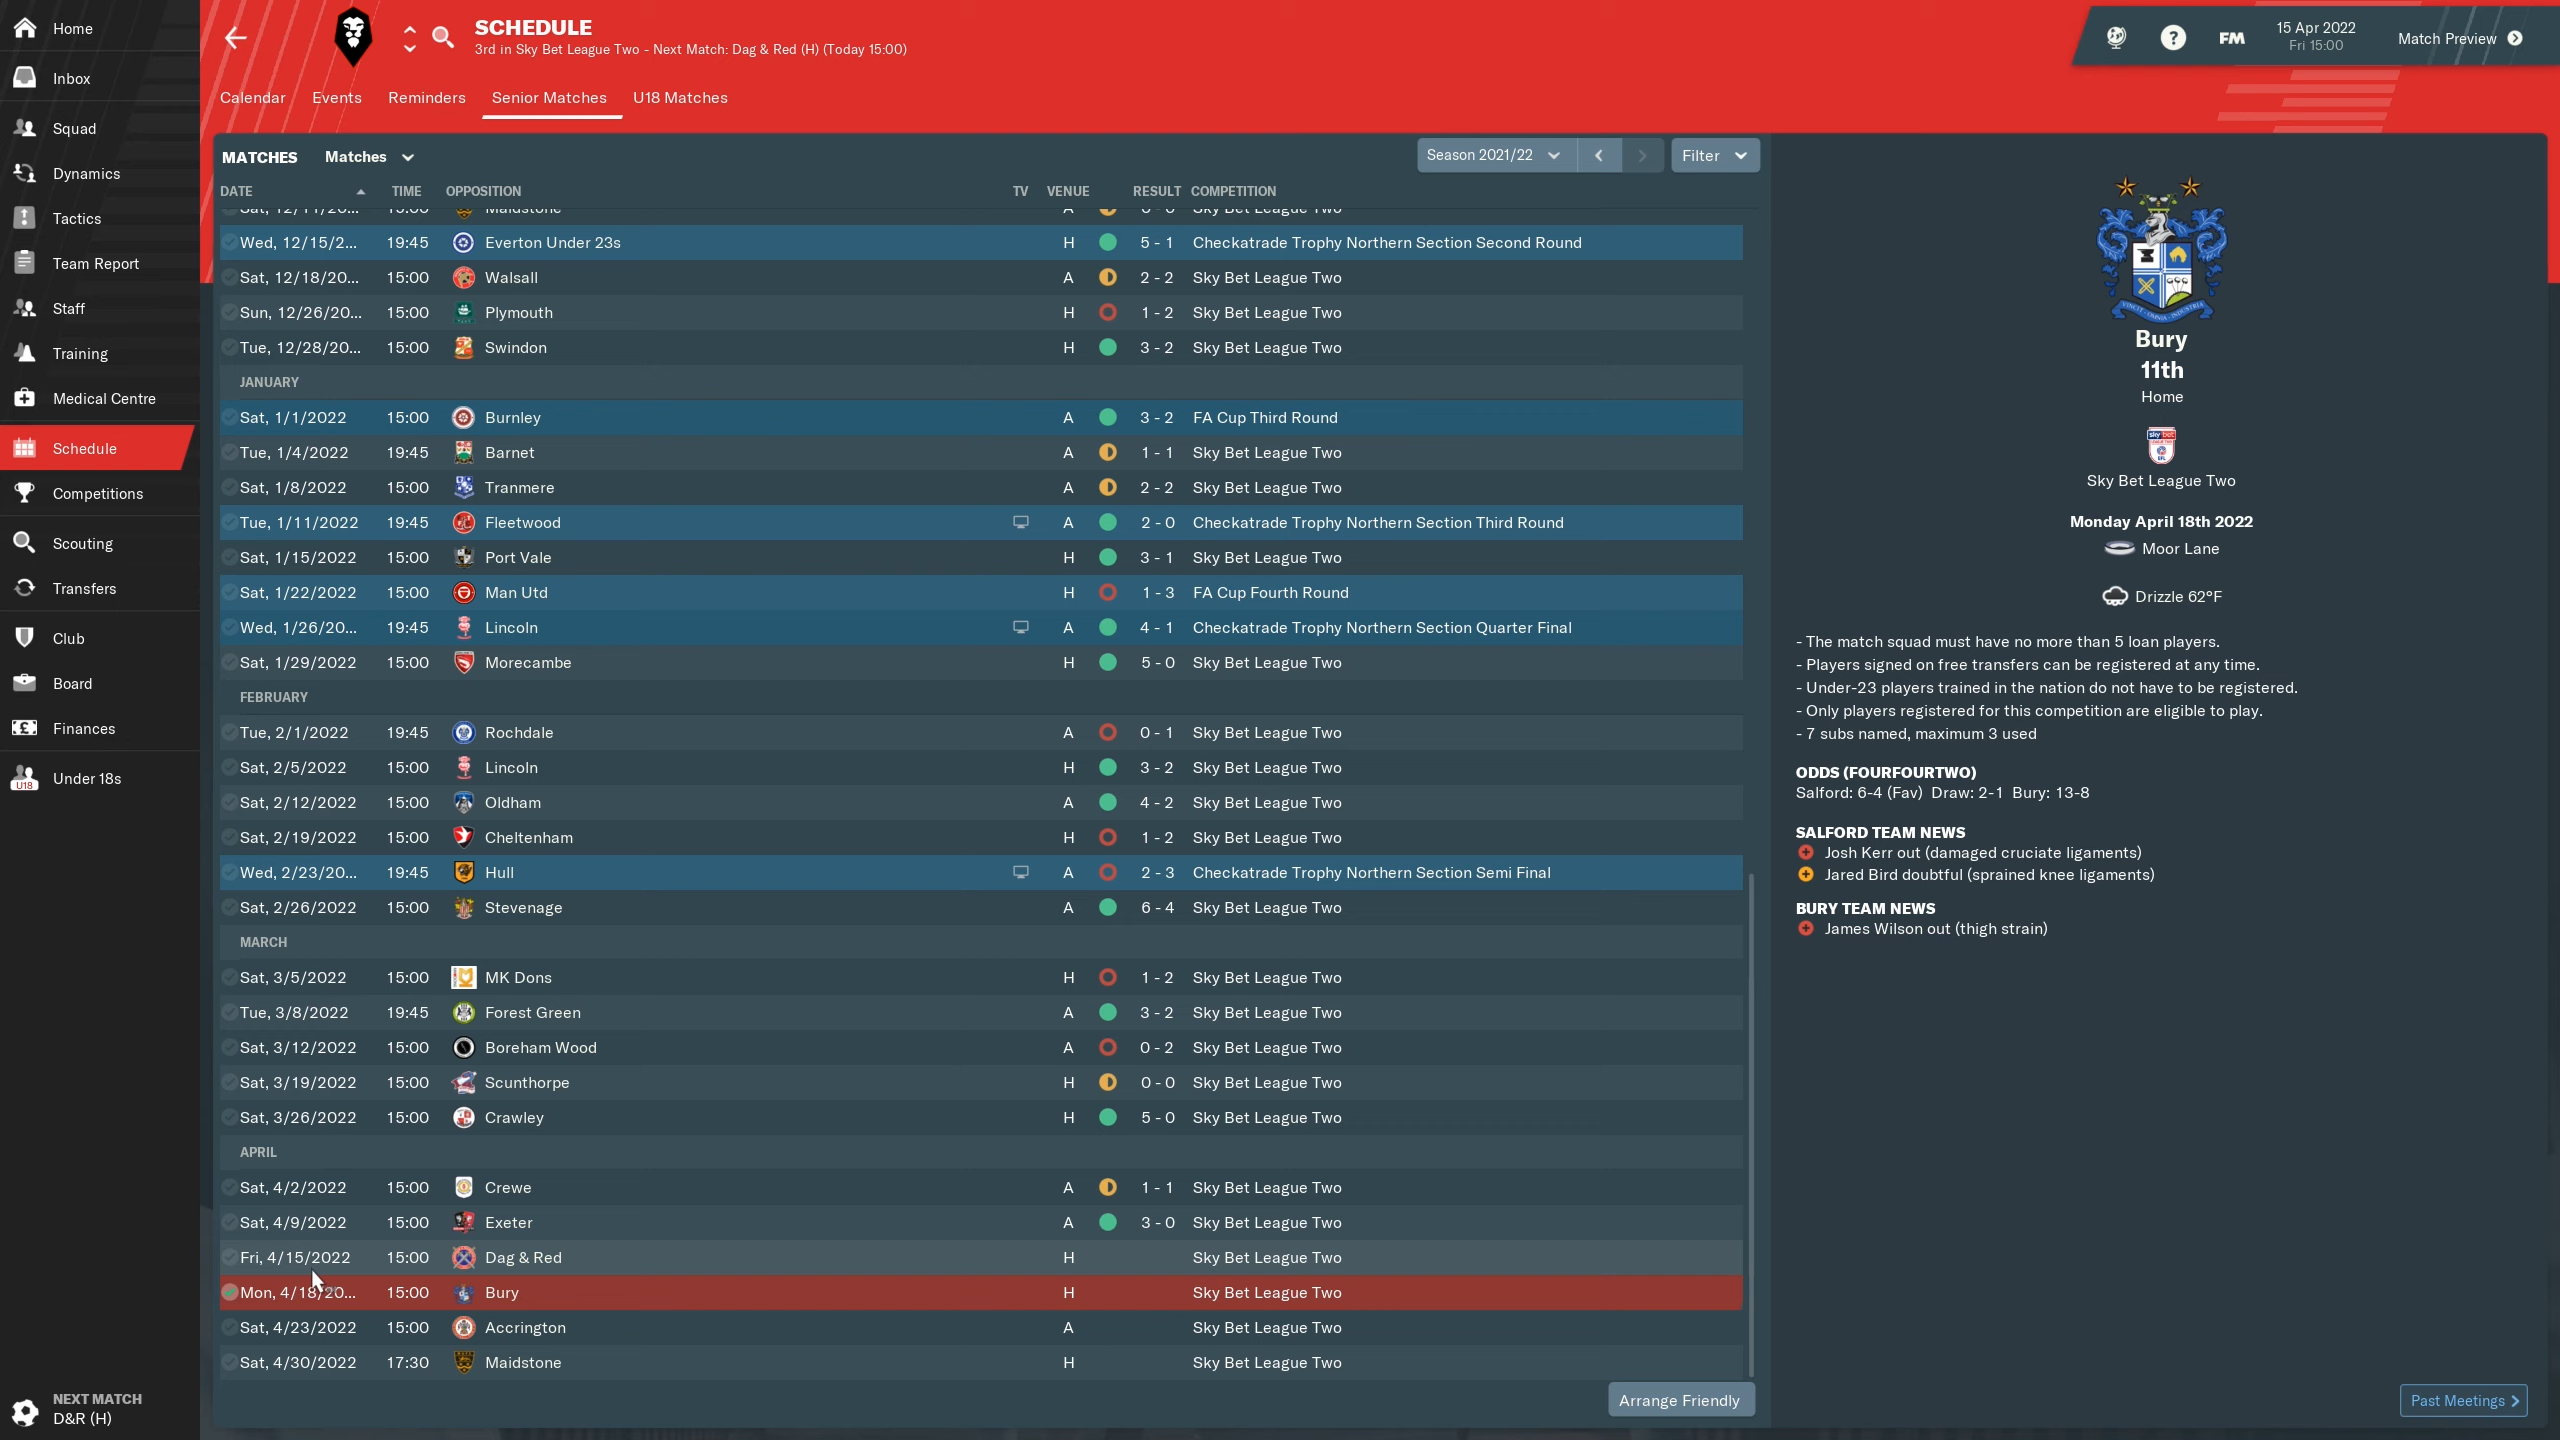 Home
Inbox
Squad
Dynamics
Tactics
Team Report
Staff
Training
Medical Centre
Schedule
Competitions
Scouting
Transfers
Club
Board
Finances
U18 Under 18s
NEXT MATCH
D&R (H)
SCHEDULE
3rd in Sky Bet League Two - Next Match: Dag & Red (H) (Today 15:00)
? FM 15 Apr 2022
Fri 15:00
Match Preview
Calendar Events Reminders Senior Matches U18 Matches
MATCHES Matches Season 2021/22 Filter
DATE TIME OPPOSITION TV VENUE RESULT COMPETITION
Maidstone A 0 - 0 Sky Bet League Two
Wed, 12/15/2... 19:45 Everton Under 23s H 5 - 1 Checkatrade Trophy Northern Section Second Round
Sat, 12/18/20... 15:00 Walsall A 2 - 2 Sky Bet League Two
Sun, 12/26/20... 15:00 Plymouth H 1 - 2 Sky Bet League Two
Tue, 12/28/20... 15:00 Swindon H 3 - 2 Sky Bet League Two
JANUARY
Sat, 1/1/2022 15:00 Burnley A 3 - 2 FA Cup Third Round
Tue, 1/4/2022 19:45 Barnet A 1 - 1 Sky Bet League Two
Sat, 1/8/2022 15:00 Tranmere A 2 - 2 Sky Bet League Two
Tue, 1/11/2022 19:45 Fleetwood A 2 - 0 Checkatrade Trophy Northern Section Third Round
Sat, 1/15/2022 15:00 Port Vale H 3 - 1 Sky Bet League Two
Sat, 1/22/2022 15:00 Man Utd H 1 - 3 FA Cup Fourth Round
Wed, 1/26/20... 19:45 Lincoln A 4 - 1 Checkatrade Trophy Northern Section Quarter Final
Sat, 1/29/2022 15:00 Morecambe H 5 - 0 Sky Bet League Two
FEBRUARY
Tue, 2/1/2022 19:45 Rochdale A 0 - 1 Sky Bet League Two
Sat, 2/5/2022 15:00 Lincoln H 3 - 2 Sky Bet League Two
Sat, 2/12/2022 15:00 Oldham A 4 - 2 Sky Bet League Two
Sat, 2/19/2022 15:00 Cheltenham H 1 - 2 Sky Bet League Two
Wed, 2/23/20... 19:45 Hull A 2 - 3 Checkatrade Trophy Northern Section Semi Final
Sat, 2/26/2022 15:00 Stevenage A 6 - 4 Sky Bet League Two
MARCH
Sat, 3/5/2022 15:00 MK Dons H 1 - 2 Sky Bet League Two
Tue, 3/8/2022 19:45 Forest Green A 3 - 2 Sky Bet League Two
Sat, 3/12/2022 15:00 Boreham Wood A 0 - 2 Sky Bet League Two
Sat, 3/19/2022 15:00 Scunthorpe H 0 - 0 Sky Bet League Two
Sat, 3/26/2022 15:00 Crawley H 5 - 0 Sky Bet League Two
APRIL
Sat, 4/2/2022 15:00 Crewe A 1 - 1 Sky Bet League Two
Sat, 4/9/2022 15:00 Exeter A 3 - 0 Sky Bet League Two
Fri, 4/15/2022 15:00 Dag & Red H Sky Bet League Two
Mon, 4/18/20... 15:00 Bury H Sky Bet League Two
Sat, 4/23/2022 15:00 Accrington A Sky Bet League Two
Sat, 4/30/2022 17:30 Maidstone H Sky Bet League Two
Arrange Friendly
VINCIT OMNIA INDUSTRIA
Bury
11th
Home
sky bet
EFL
Sky Bet League Two
Monday April 18th 2022
Moor Lane
Drizzle 62°F
- The match squad must have no more than 5 loan players.
- Players signed on free transfers can be registered at any time.
- Under-23 players trained in the nation do not have to be registered.
- Only players registered for this competition are eligible to play.
- 7 subs named, maximum 3 used
ODDS (FOURFOURTWO)
Salford: 6-4 (Fav) Draw: 2-1 Bury: 13-8
SALFORD TEAM NEWS
Josh Kerr out (damaged cruciate ligaments)
Jared Bird doubtful (sprained knee ligaments)
BURY TEAM NEWS
James Wilson out (thigh strain)
Past Meetings